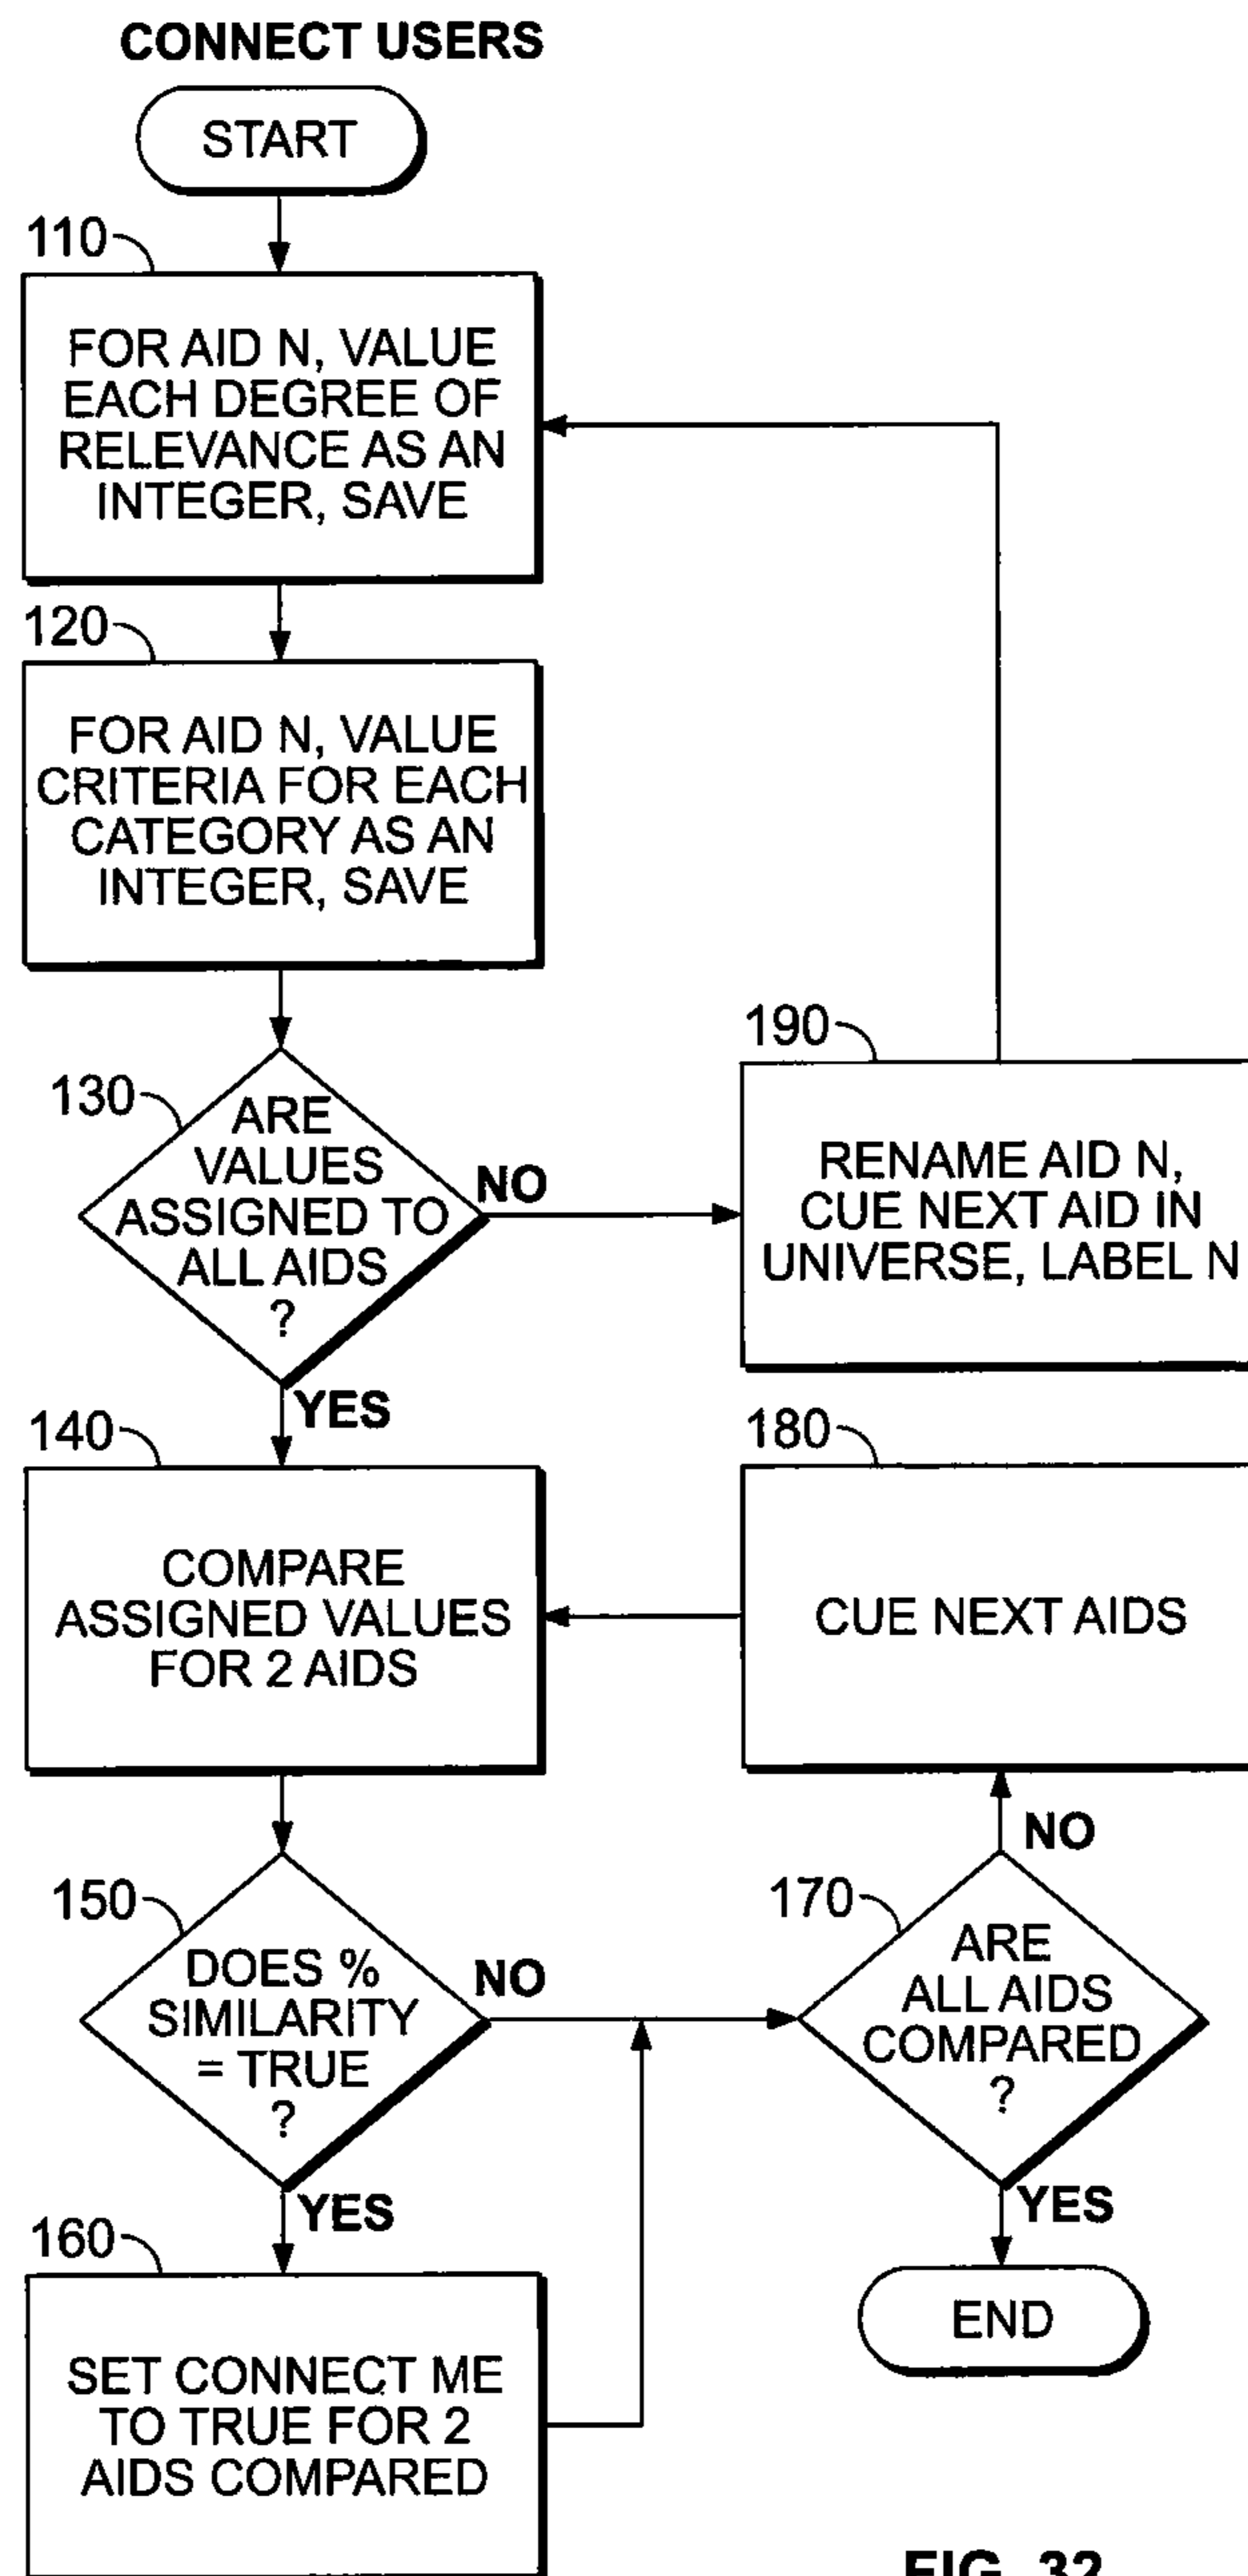 CONNECT USERS
START
110
FOR AID N, VALUE
EACH DEGREE OF
RELEVANCE AS AN
INTEGER, SAVE
120
FOR AID N, VALUE
CRITERIA FOR EACH
CATEGORY AS AN
INTEGER, SAVE
130
ARE
VALUES
ASSIGNED TO
ALL AIDS
?
NO
YES
190
RENAME AID N,
CUE NEXT AID IN
UNIVERSE, LABEL N
140
COMPARE
ASSIGNED VALUES
FOR 2 AIDS
180
CUE NEXT AIDS
150
DOES %
SIMILARITY
= TRUE
?
NO
YES
170
ARE
ALL AIDS
COMPARED
?
NO
YES
160
SET CONNECT ME
TO TRUE FOR 2
AIDS COMPARED
END
FIG. 32